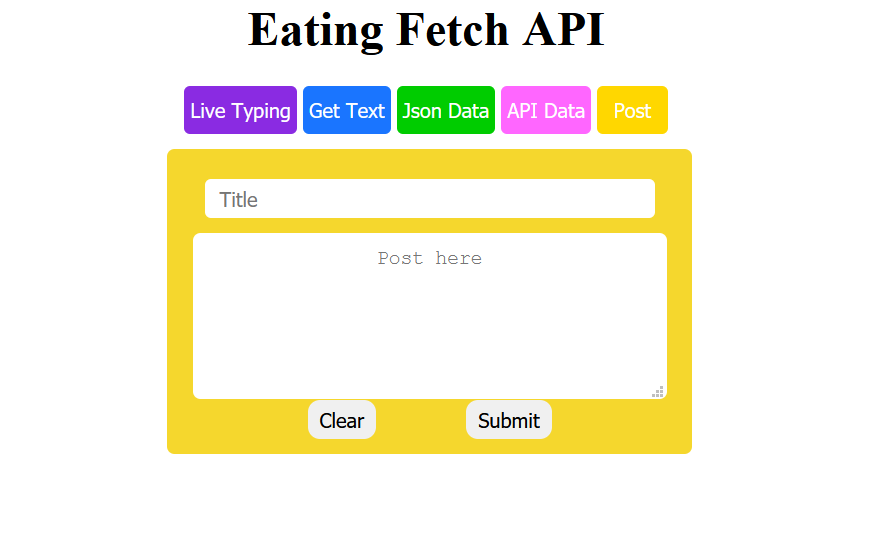 Eating Fetch API
Live Typing Get Text Json Data API Data Post
Title
Post here
Clear Submit